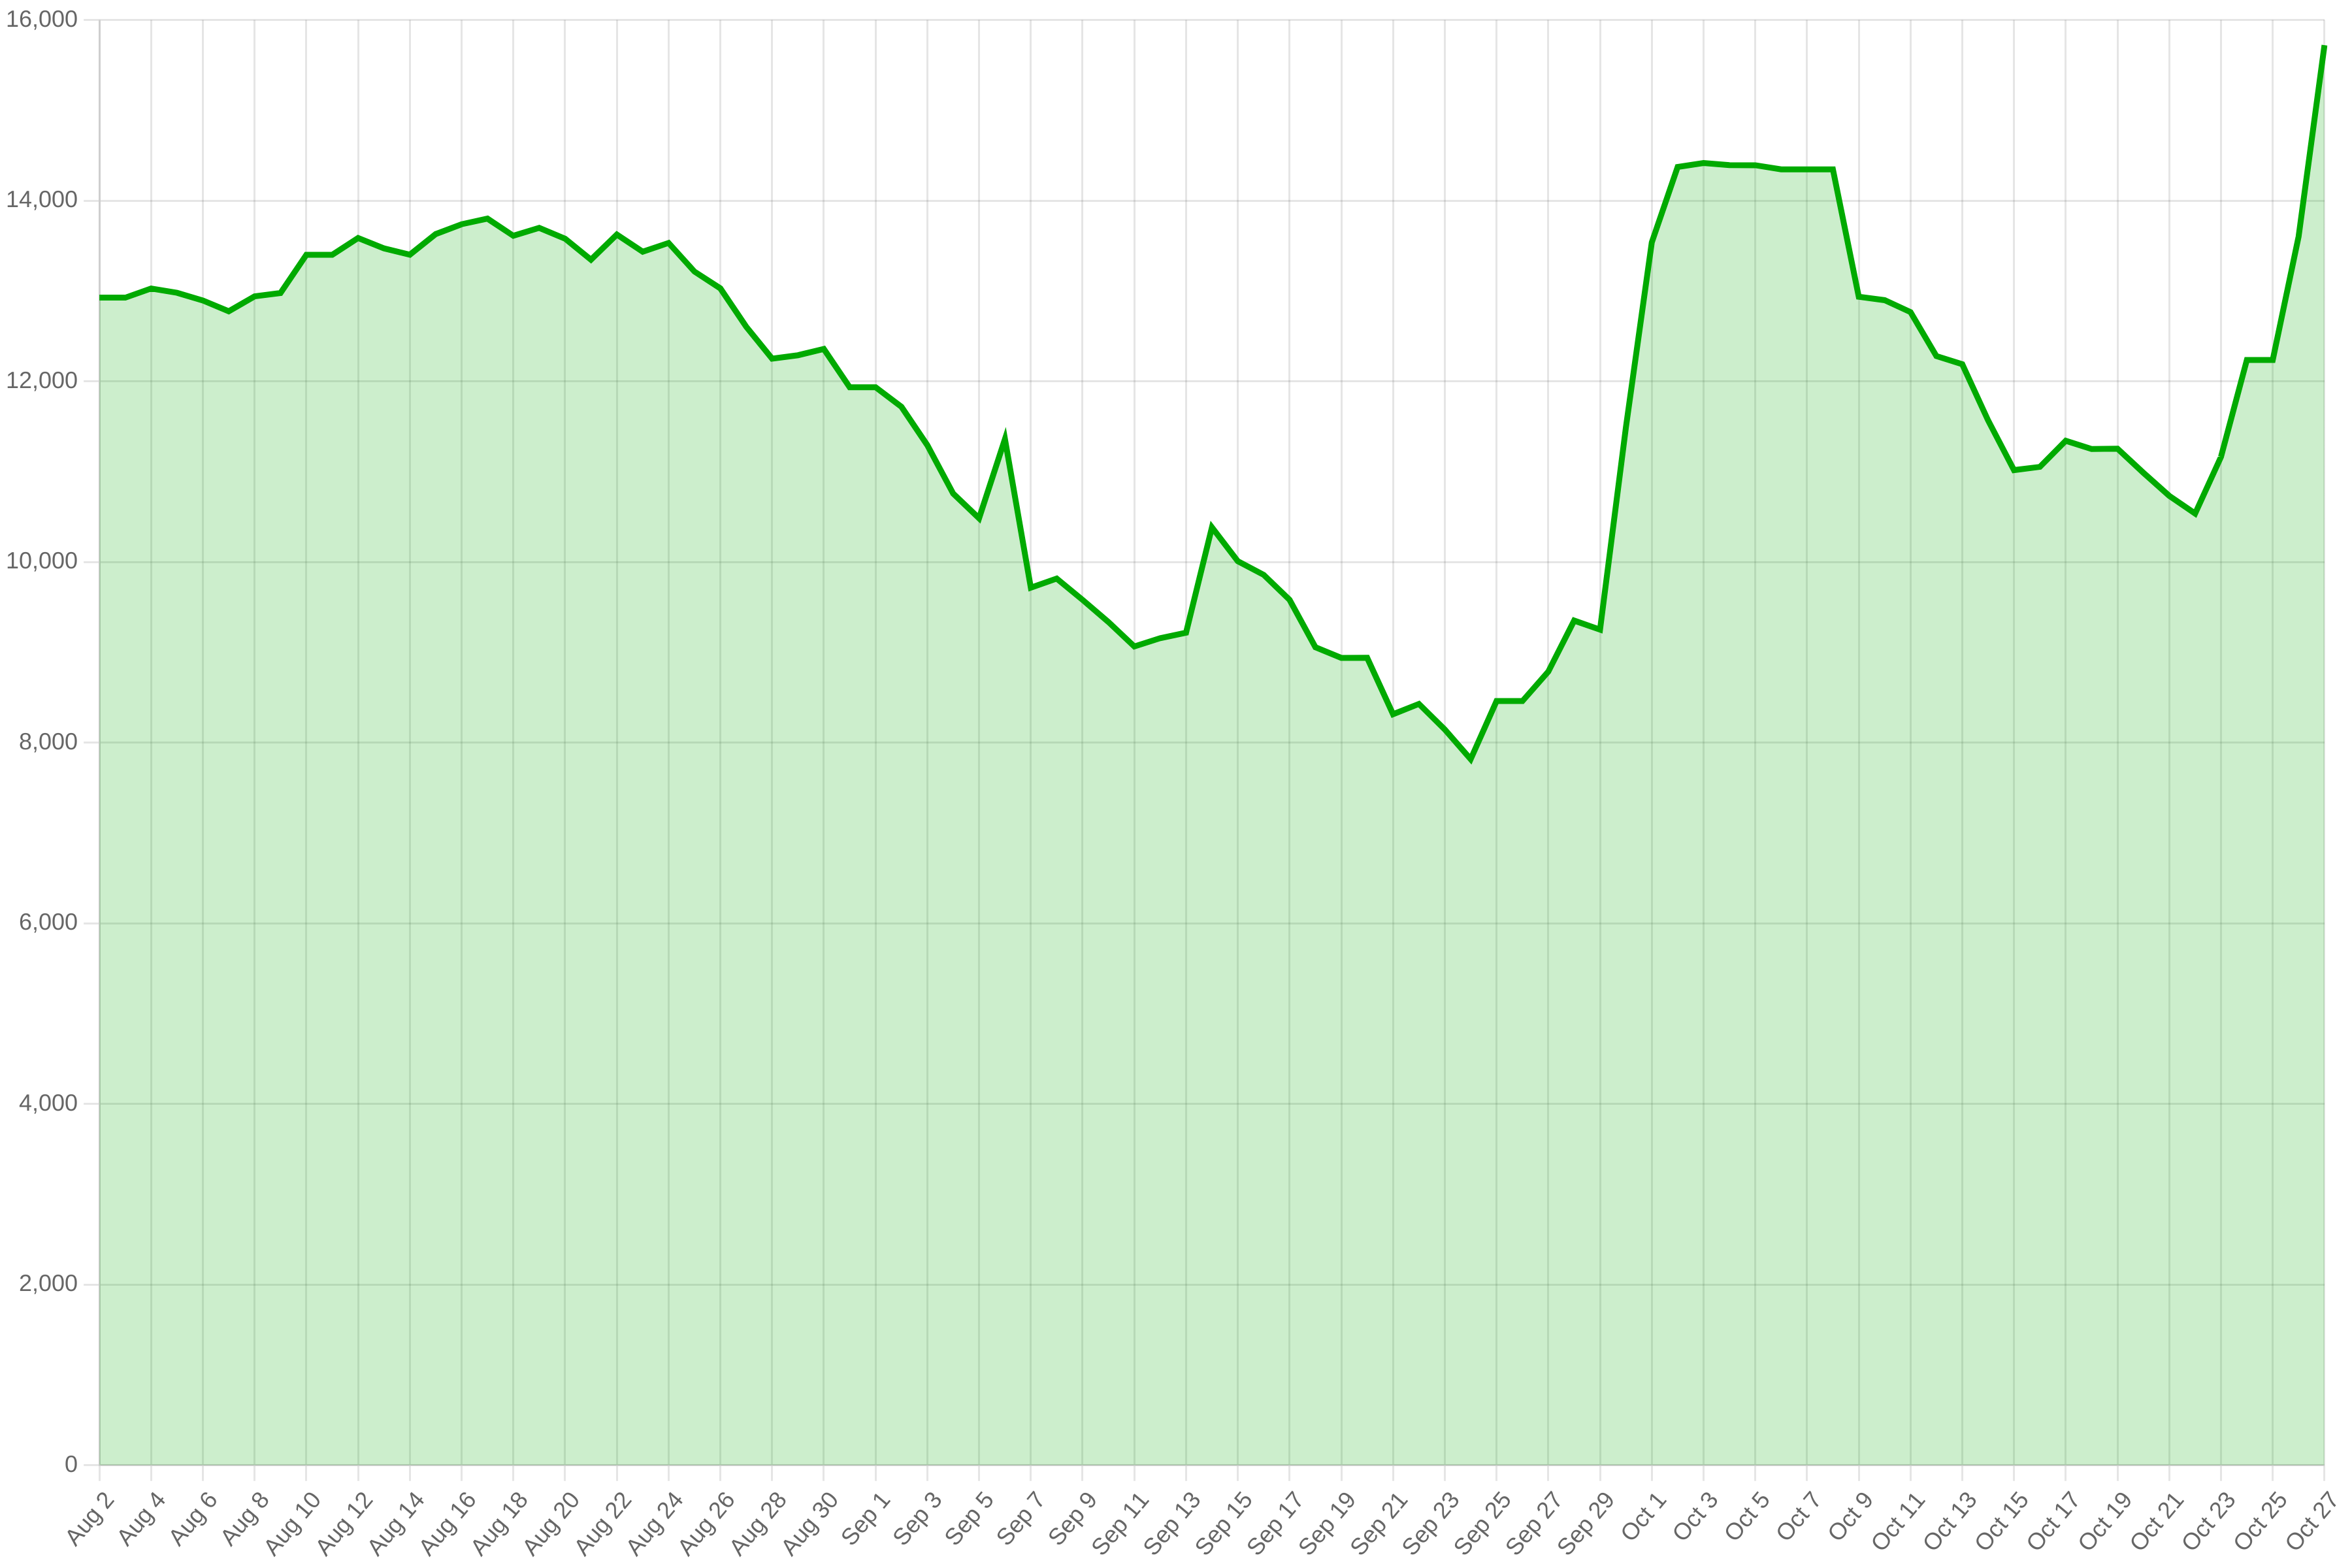 16,000
14,000
12,000
10,000
8,000
6,000
4,000
2,000
0
Aug 2
Aug 4
Aug 6
Aug 8
Aug 10
Aug 12
Aug 14
Aug 16
Aug 18
Aug 20
Aug 22
Aug 24
Aug 26
Aug 28
Aug 30
Sep 1
Sep 3
Sep 5
Sep 7
Sep 9
Sep 11
Sep 13
Sep 15
Sep 17
Sep 19
Sep 21
Sep 23
Sep 25
Sep 27
Sep 29
Oct 1
Oct 3
Oct 5
Oct 7
Oct 9
Oct 11
Oct 13
Oct 15
Oct 17
Oct 19
Oct 21
Oct 23
Oct 25
Oct 27